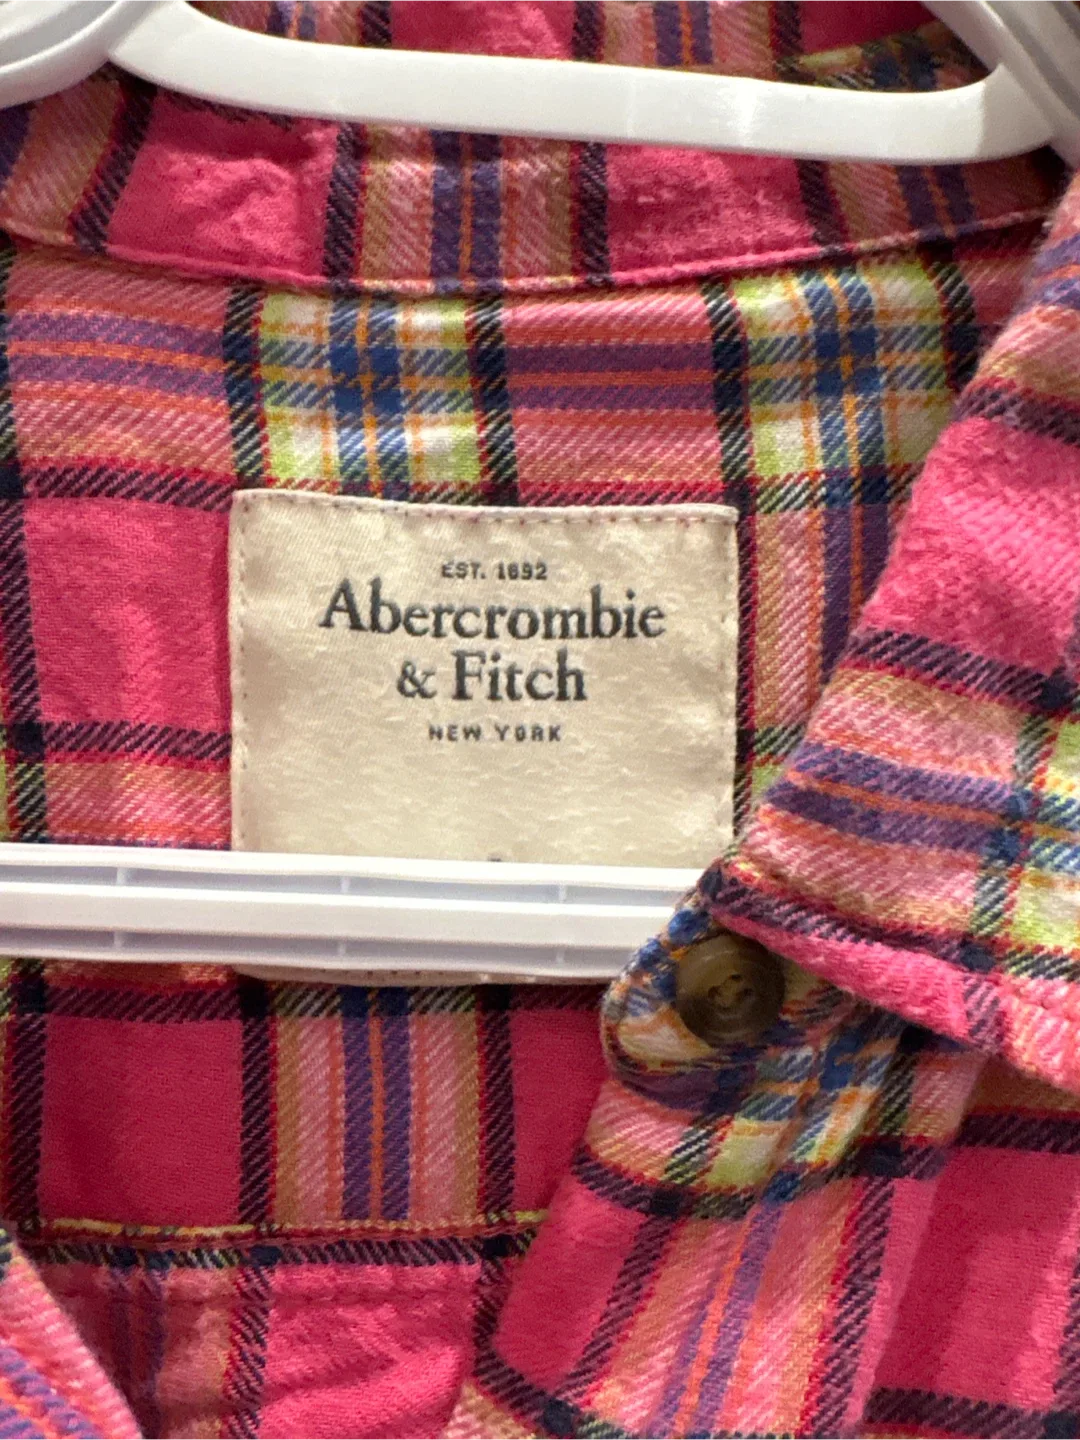 EST. 1892
Abercrombie
& Fitch
NEW YORK